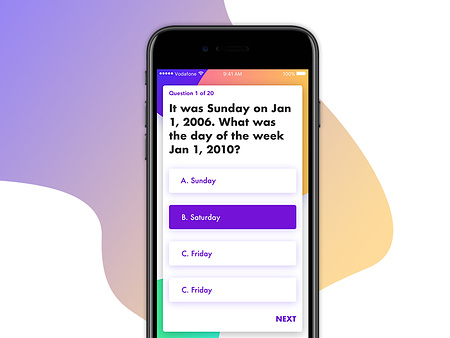 Vodafone 9:41 AM 100%
Question 1 of 20
It was Sunday on Jan
1, 2006. What was
the day of the week
Jan 1, 2010?
A. Sunday
B. Saturday
C. Friday
C. Friday
NEXT